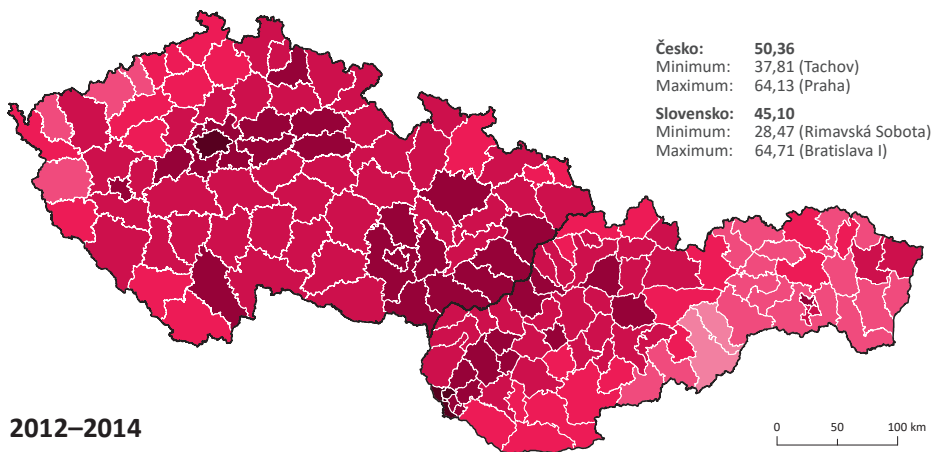 Česko: 50,36
Minimum: 37,81 (Tachov)
Maximum: 64,13 (Praha)
Slovensko: 45,10
Minimum: 28,47 (Rimavská Sobota)
Maximum: 64,71 (Bratislava I)
2012–2014
0 50 100 km